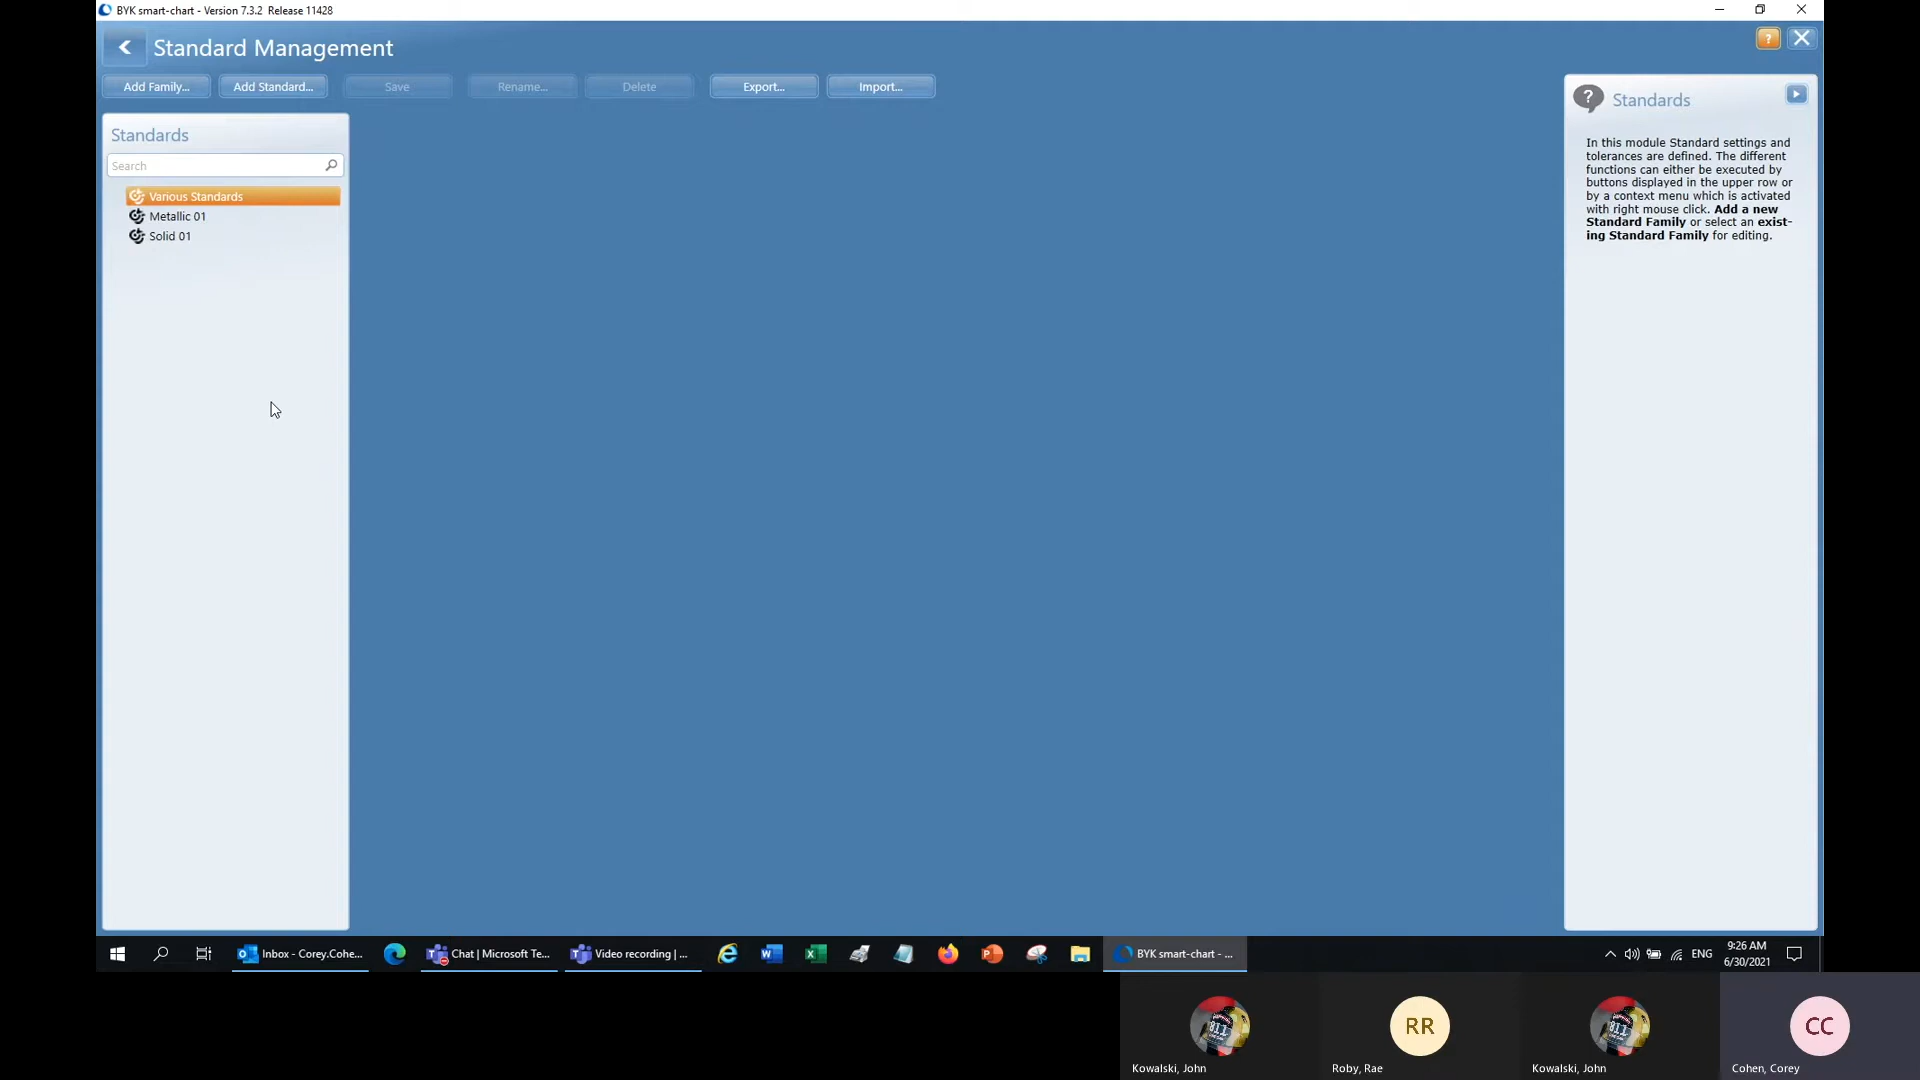 BYK smart-chart - Version 7.3.2 Release 11428
Standard Management
Add Family...
Add Standard...
Save
Rename...
Delete
Export...
Import...
Standards
Search
Various Standards
Metallic 01
Solid 01
?
Standards
In this module Standard settings and
tolerances are defined. The different
functions can either be executed by
buttons displayed in the upper row or
by a context menu which is activated
with right mouse click. Add a new
Standard Family or select an exist-
ing Standard Family for editing.
Inbox - Corey.Cohe...
Chat | Microsoft Te...
Video recording | ...
BYK smart-chart - ...
ENG
9:26 AM
6/30/2021
811
RR
811
CC
Kowalski, John
Roby, Rae
Kowalski, John
Cohen, Corey